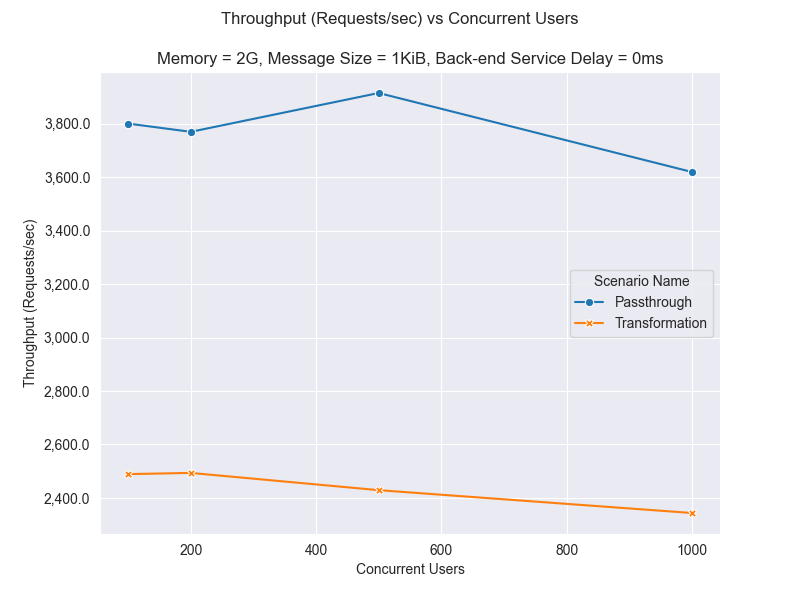 Throughput (Requests/sec) vs Concurrent Users
Memory = 2G, Message Size = 1KiB, Back-end Service Delay = 0ms
Throughput (Requests/sec)
3,800.0
3,600.0
3,400.0
3,200.0
3,000.0
2,800.0
2,600.0
2,400.0
Scenario Name
Passthrough
Transformation
200 400 600 800 1000
Concurrent Users